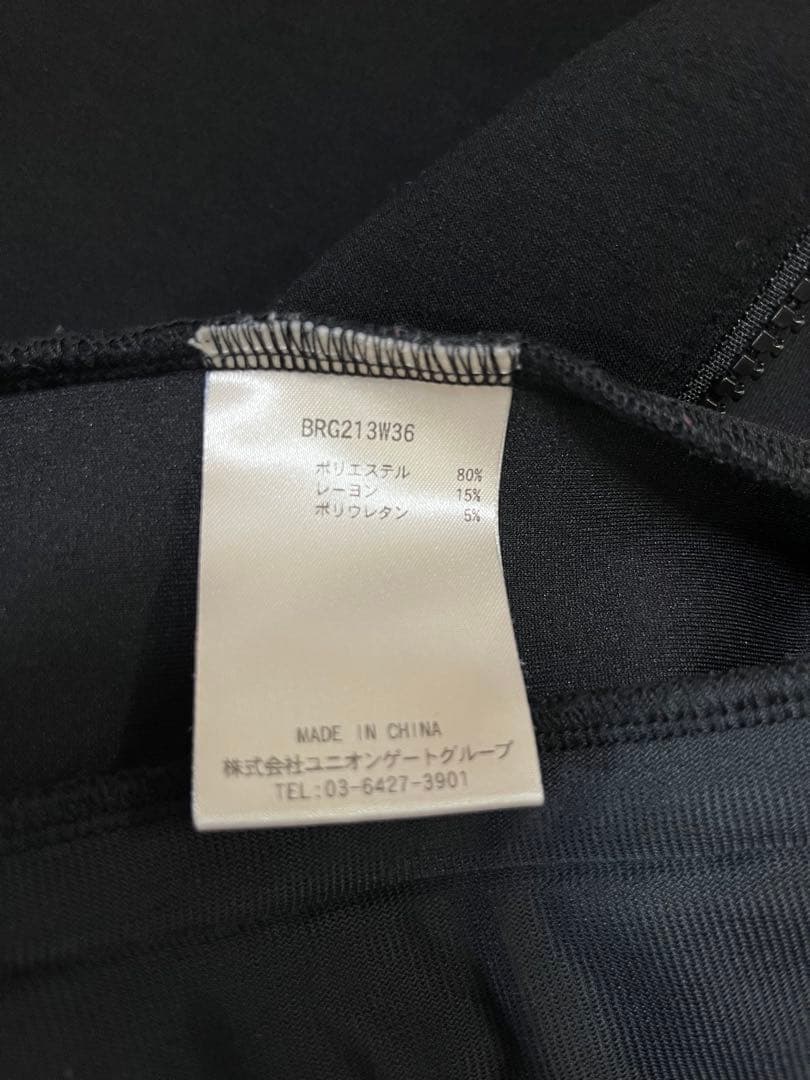 BRG213W36
ポリエステル 80%
レーヨン 15%
ポリウレタン 5%
MADE IN CHINA
株式会社ユニオンゲートグループ
TEL:03-6427-3901